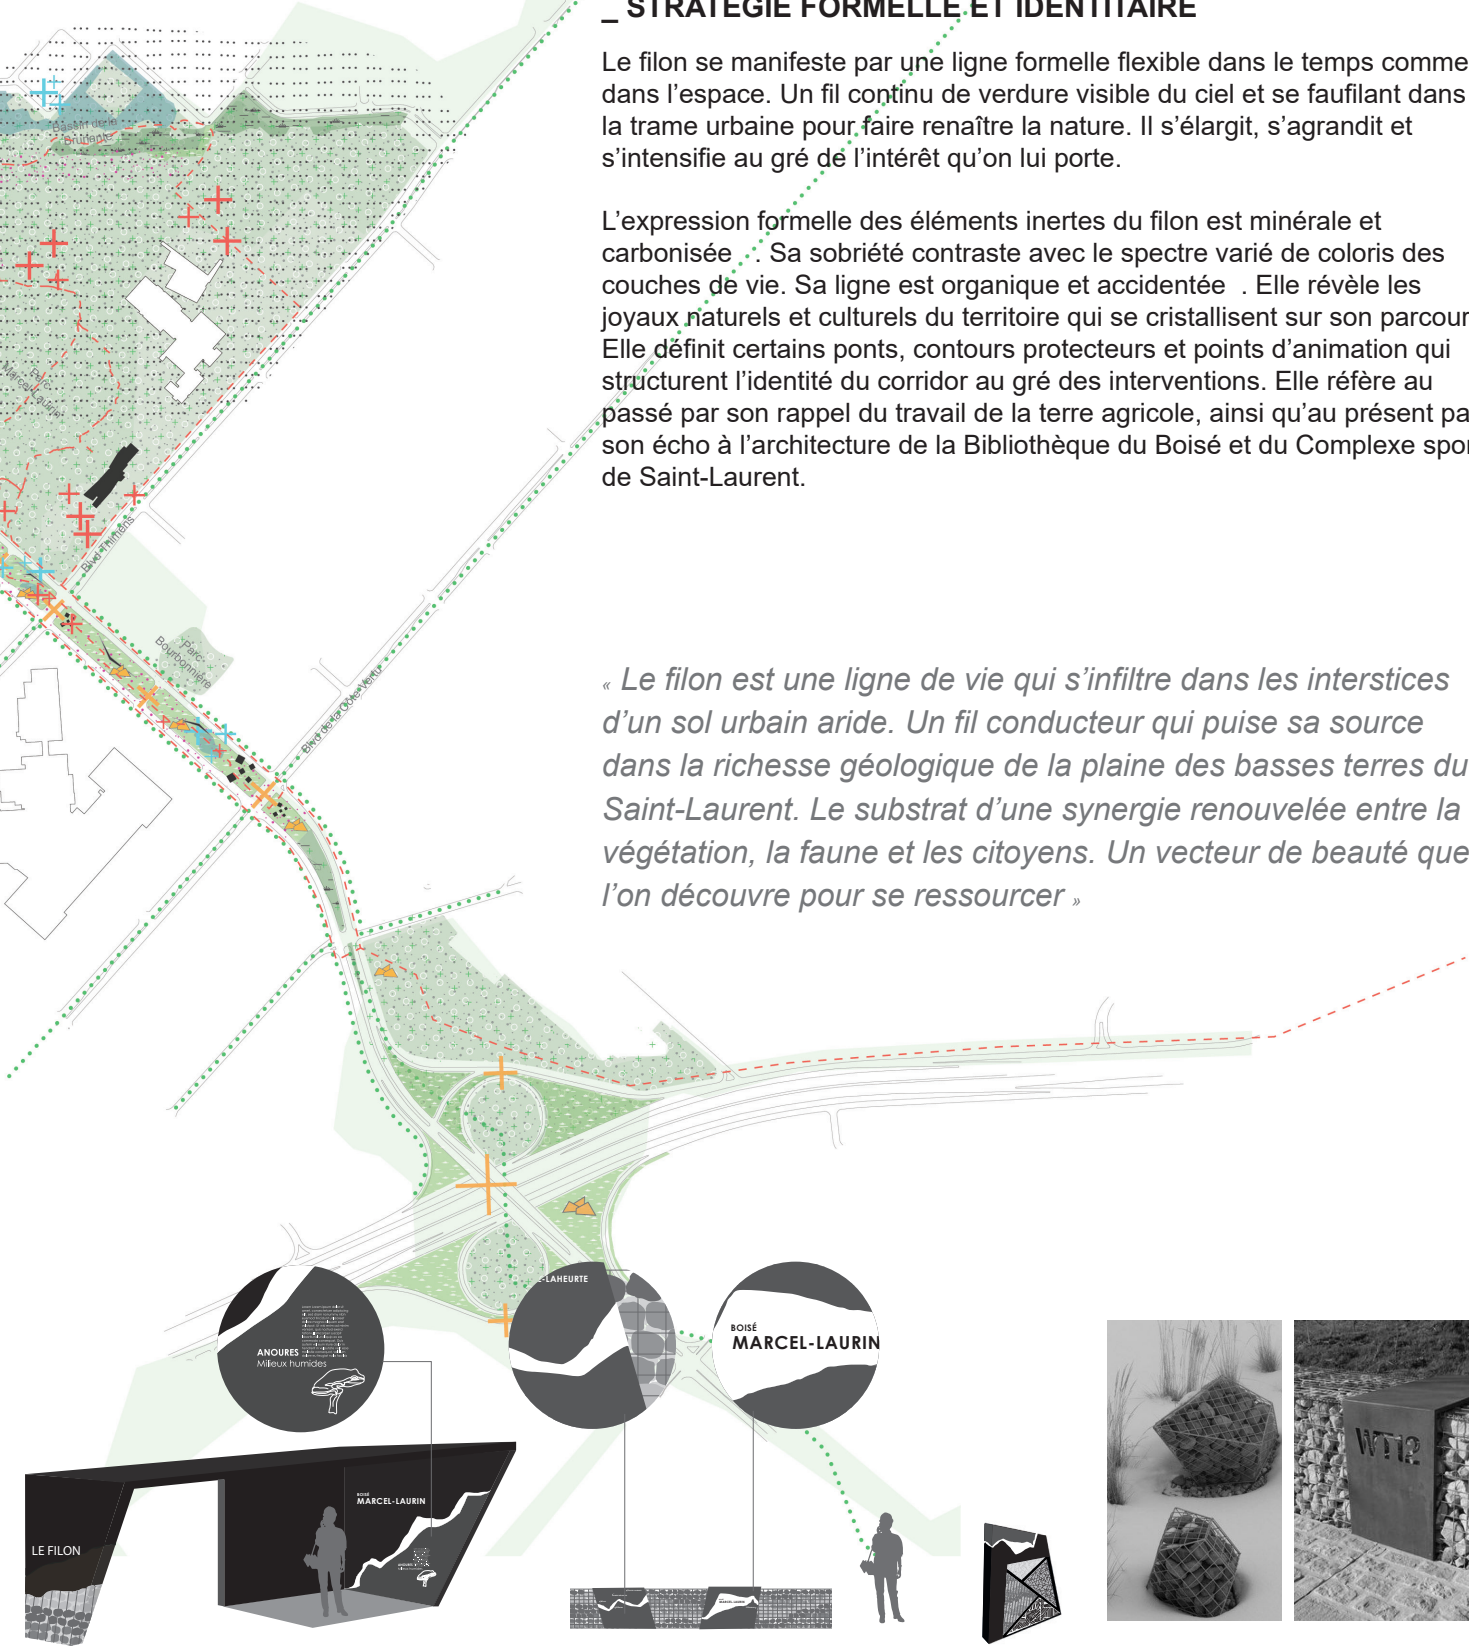 _ STRATÉGIE FORMELLE ET IDENTITAIRE
Le filon se manifeste par une ligne formelle flexible dans le temps comme
dans l’espace. Un fil continu de verdure visible du ciel et se faufilant dans
la trame urbaine pour faire renaître la nature. Il s’élargit, s’agrandit et
s’intensifie au gré de l’intérêt qu’on lui porte.
L’expression formelle des éléments inertes du filon est minérale et
carbonisée . Sa sobriété contraste avec le spectre varié de coloris des
couches de vie. Sa ligne est organique et accidentée . Elle révèle les
joyaux naturels et culturels du territoire qui se cristallisent sur son parcour
Elle définit certains ponts, contours protecteurs et points d’animation qui
structurent l’identité du corridor au gré des interventions. Elle réfère au
passé par son rappel du travail de la terre agricole, ainsi qu’au présent pa
son écho à l’architecture de la Bibliothèque du Boisé et du Complexe spor
de Saint-Laurent.
« Le filon est une ligne de vie qui s’infiltre dans les interstices
d’un sol urbain aride. Un fil conducteur qui puise sa source
dans la richesse géologique de la plaine des basses terres du
Saint-Laurent. Le substrat d’une synergie renouvelée entre la
végétation, la faune et les citoyens. Un vecteur de beauté que
l’on découvre pour se ressourcer »
Bassin de la
Brunante
Parc
Marcel-Laurin
Blvd Thimens
Parc
Bourbonnière
Blvd de la Côte-Vertu
ANOURES
Milieux humides
-LAHEURTE
BOISÉ
MARCEL-LAURIN
BOISÉ
MARCEL-LAURIN
ANOURES
LE FILON
MARCEL-LAURIN
WT12